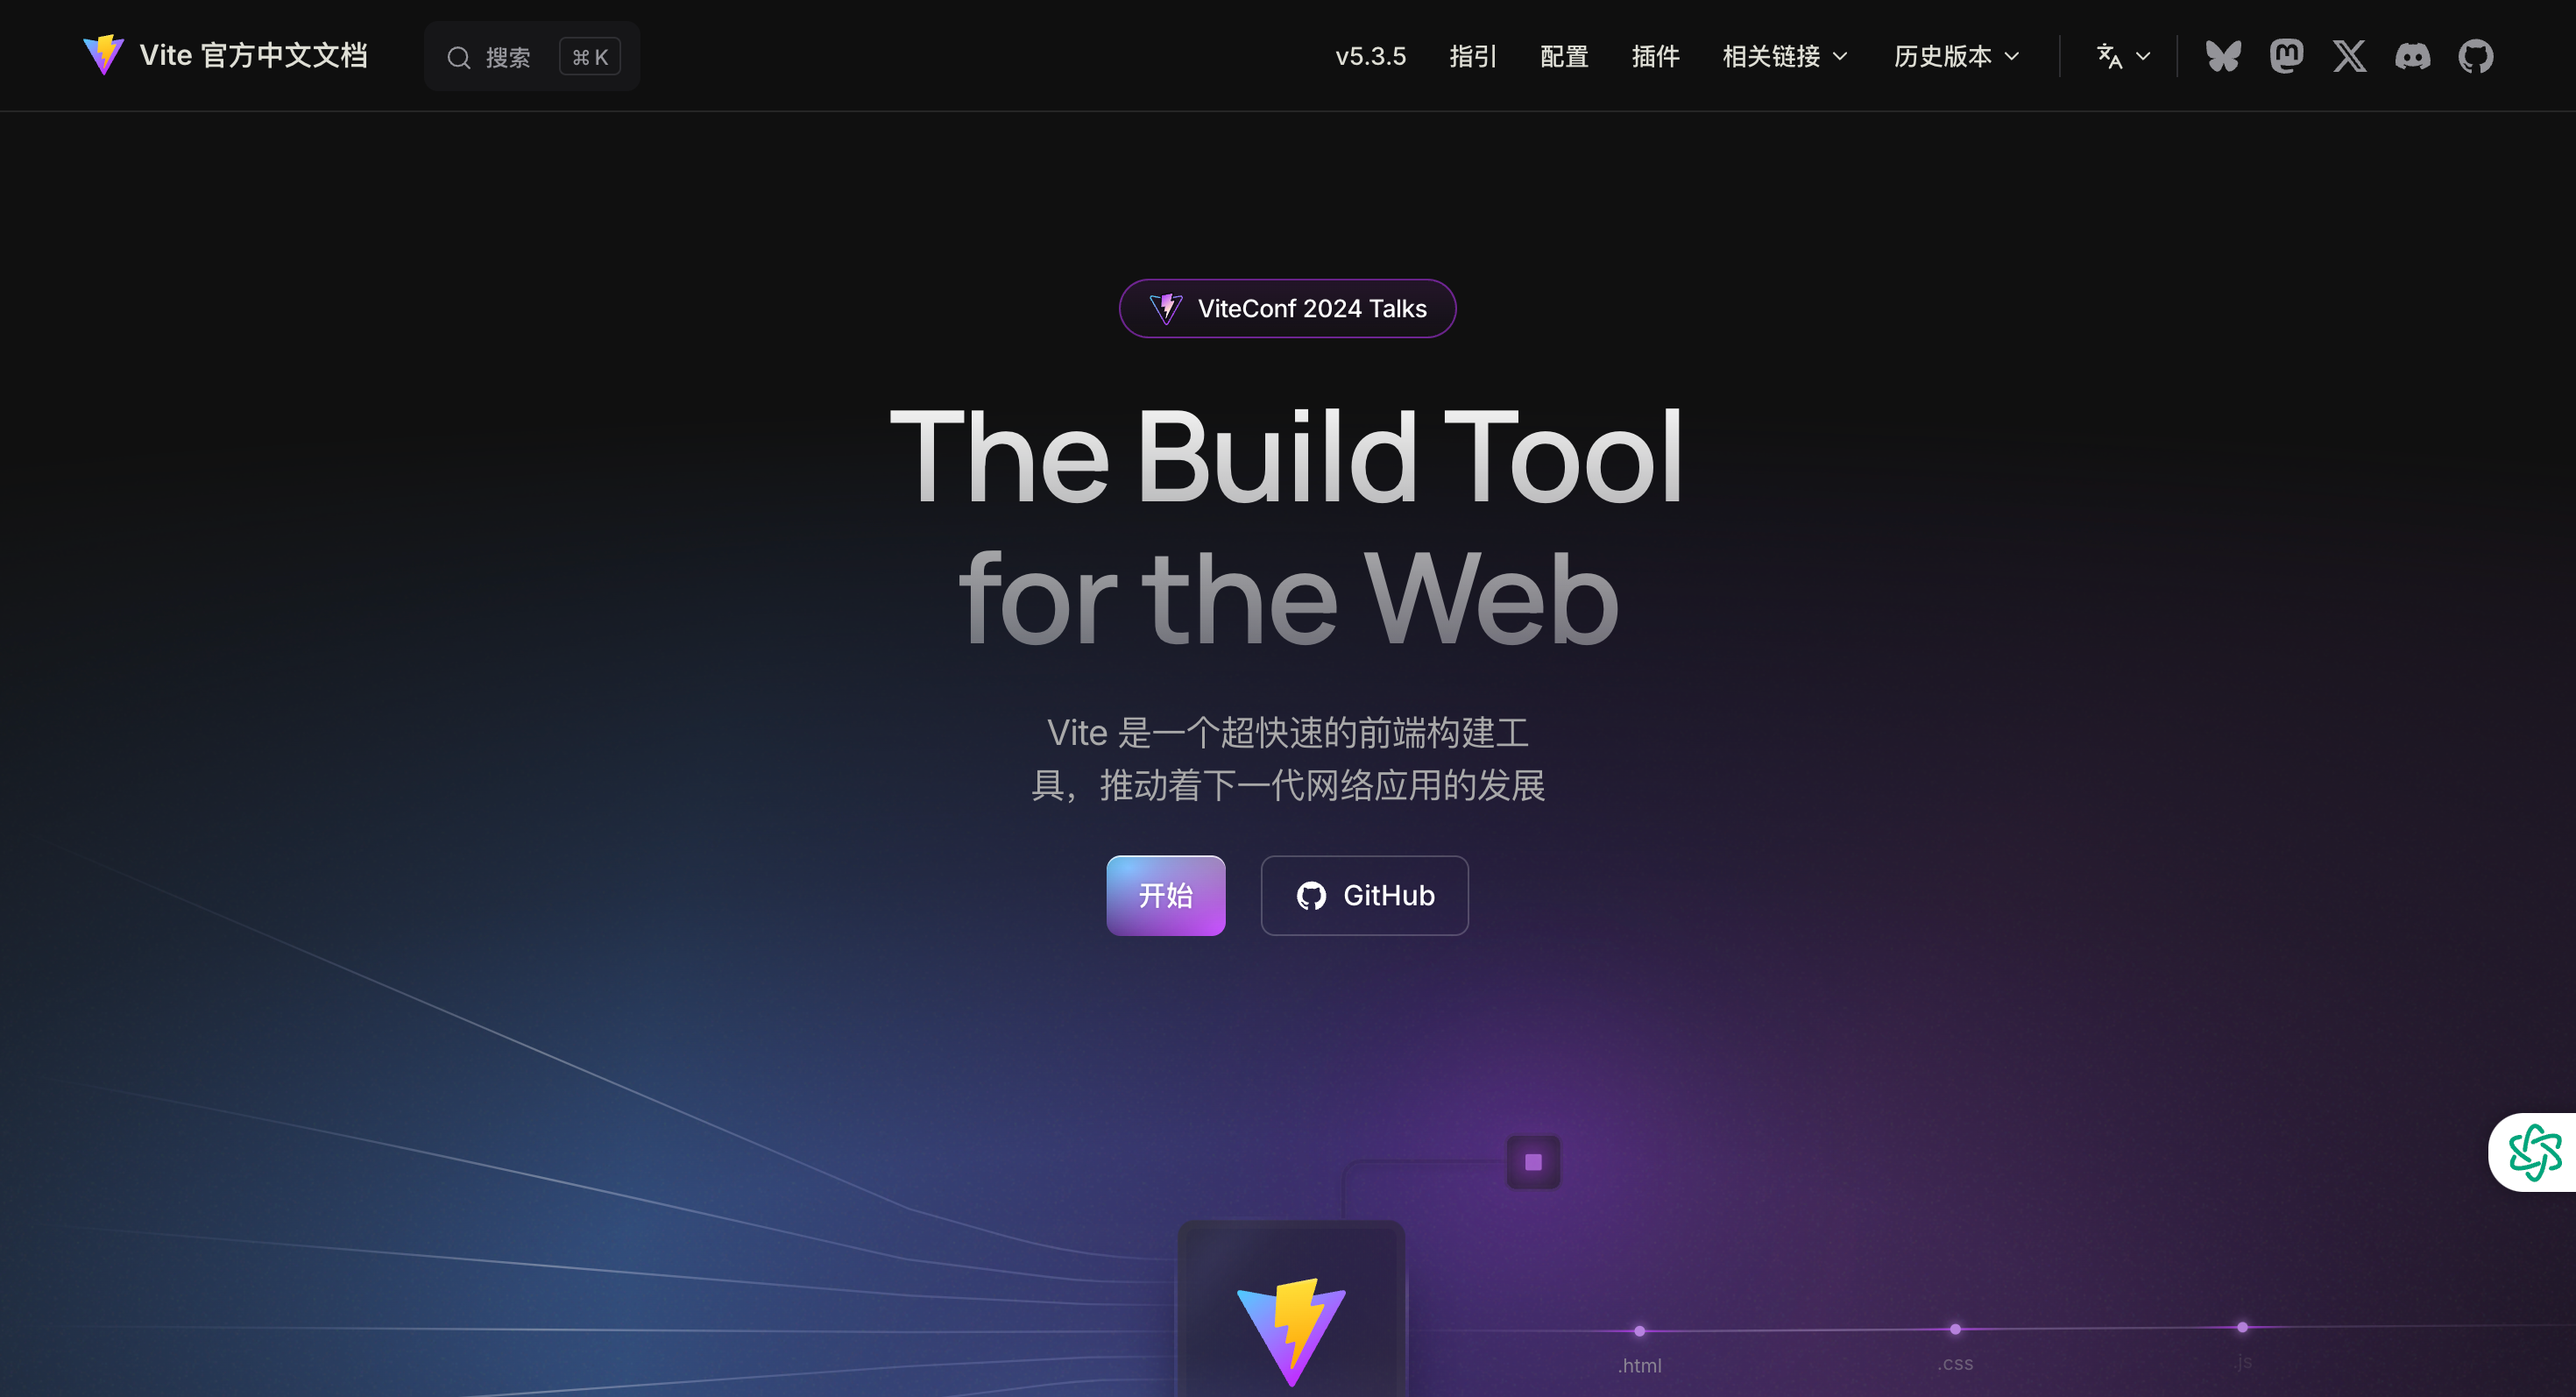 Vite 官方中文文档
搜索 ⌘ K
v5.3.5 指引 配置 插件 相关链接 历史版本
ViteConf 2024 Talks
The Build Tool
for the Web
Vite 是一个超快速的前端构建工
具，推动着下一代网络应用的发展
开始 GitHub
.html .css .js